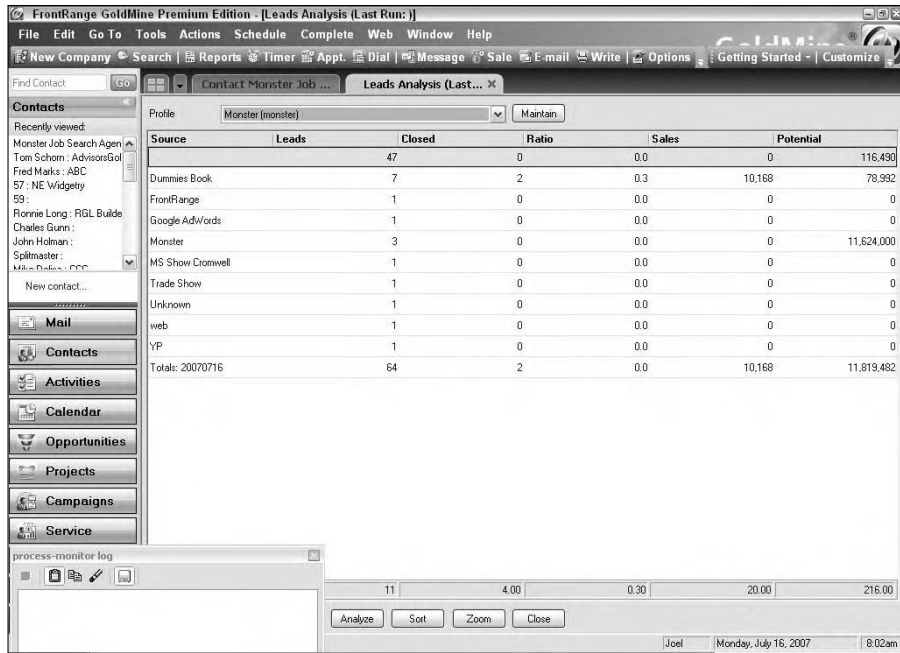 FrontRange GoldMine Premium Edition - [Leads Analysis (Last Run: )]
File Edit Go To Tools Actions Schedule Complete Web Window Help
GoldMine
New Company Search | Reports Timer Appt. Dial | Message Sale E-mail Write | Options Getting Started - | Customize
Find Contact Go Contact Monster Job ... Leads Analysis (Last...
Contacts
Profile Monster (monster) Maintain
Recently viewed:
Monster Job Search Agen
Tom Schorn : AdvisorsGol
Fred Marks : ABC
57 : NE Widgetry
59 :
Ronnie Long : RGL Builde
Charles Gunn :
John Holman :
Splitmaster :
New contact...
Mail
Contacts
Activities
Calendar
Opportunities
Projects
Campaigns
Service
Source Leads Closed Ratio Sales Potential
47 0 0.0 0 116,490
Dummies Book 7 2 0.3 10,168 78,992
FrontRange 1 0 0.0 0 0
Google AdWords 1 0 0.0 0 0
Monster 3 0 0.0 0 11,624,000
MS Show Cromwell 1 0 0.0 0 0
Trade Show 1 0 0.0 0 0
Unknown 1 0 0.0 0 0
web 1 0 0.0 0 0
YP 1 0 0.0 0 0
Totals: 20070716 64 2 0.0 10,168 11,819,482
process-monitor log
11 4.00 0.30 20.00 216.00
Analyze Sort Zoom Close
Joel Monday, July 16, 2007 8:02am